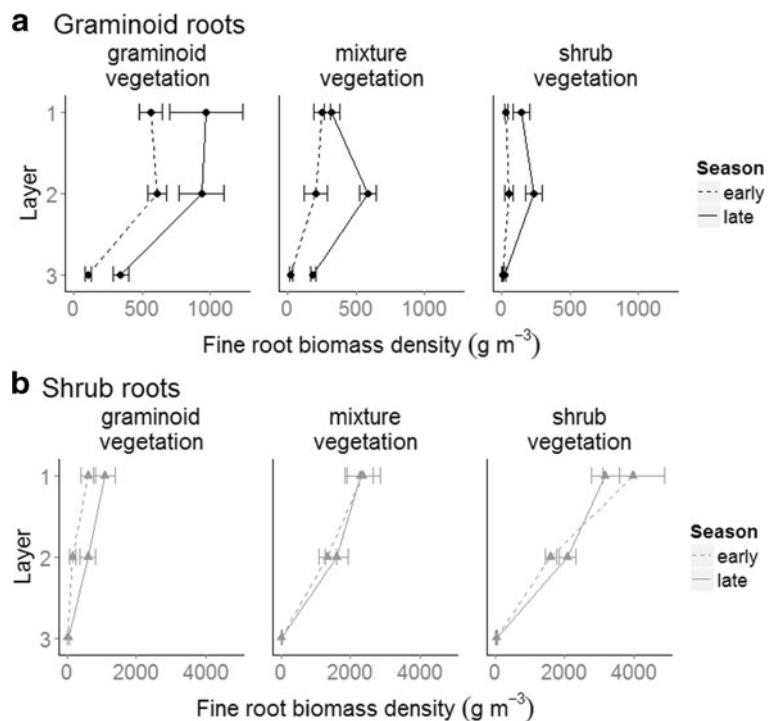 a Graminoid roots
graminoid vegetation
mixture vegetation
shrub vegetation
Layer
1
2
3
0 500 1000
0 500 1000
0 500 1000
Fine root biomass density (g m⁻³)
Season
early
late
b Shrub roots
graminoid vegetation
mixture vegetation
shrub vegetation
Layer
1
2
3
0 2000 4000
0 2000 4000
0 2000 4000
Fine root biomass density (g m⁻³)
Season
early
late